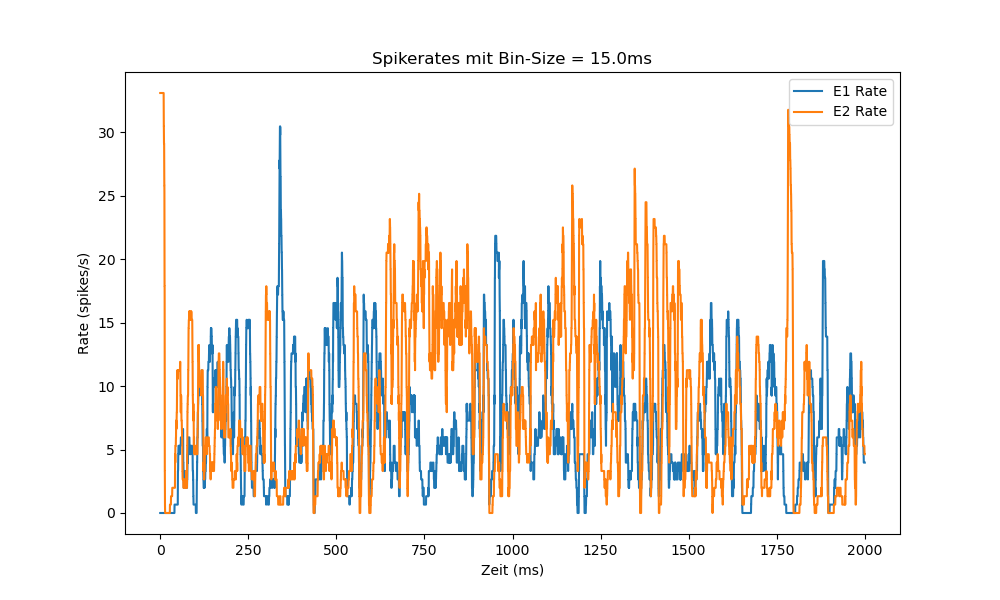 Spikerates mit Bin-Size = 15.0ms
E1 Rate
E2 Rate
Rate (spikes/s)
30
25
20
15
10
5
0
0 250 500 750 1000 1250 1500 1750 2000
Zeit (ms)